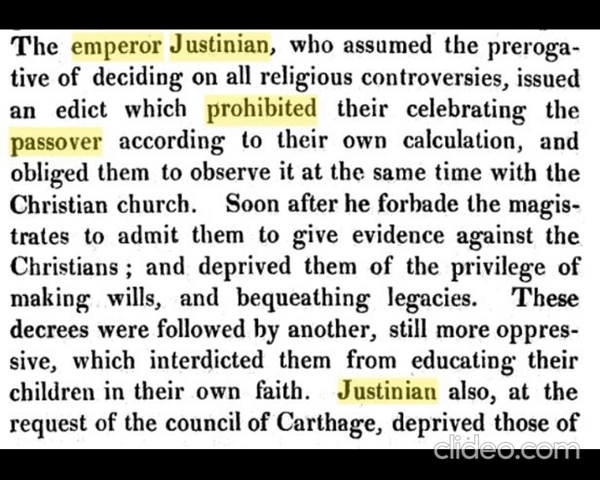 The emperor Justinian, who assumed the preroga-
tive of deciding on all religious controversies, issued
an edict which prohibited their celebrating the
passover according to their own calculation, and
obliged them to observe it at the same time with the
Christian church. Soon after he forbade the magis-
trates to admit them to give evidence against the
Christians; and deprived them of the privilege of
making wills, and bequeathing legacies. These
decrees were followed by another, still more oppres-
sive, which interdicted them from educating their
children in their own faith. Justinian also, at the
request of the council of Carthage, deprived those of
clideo.com